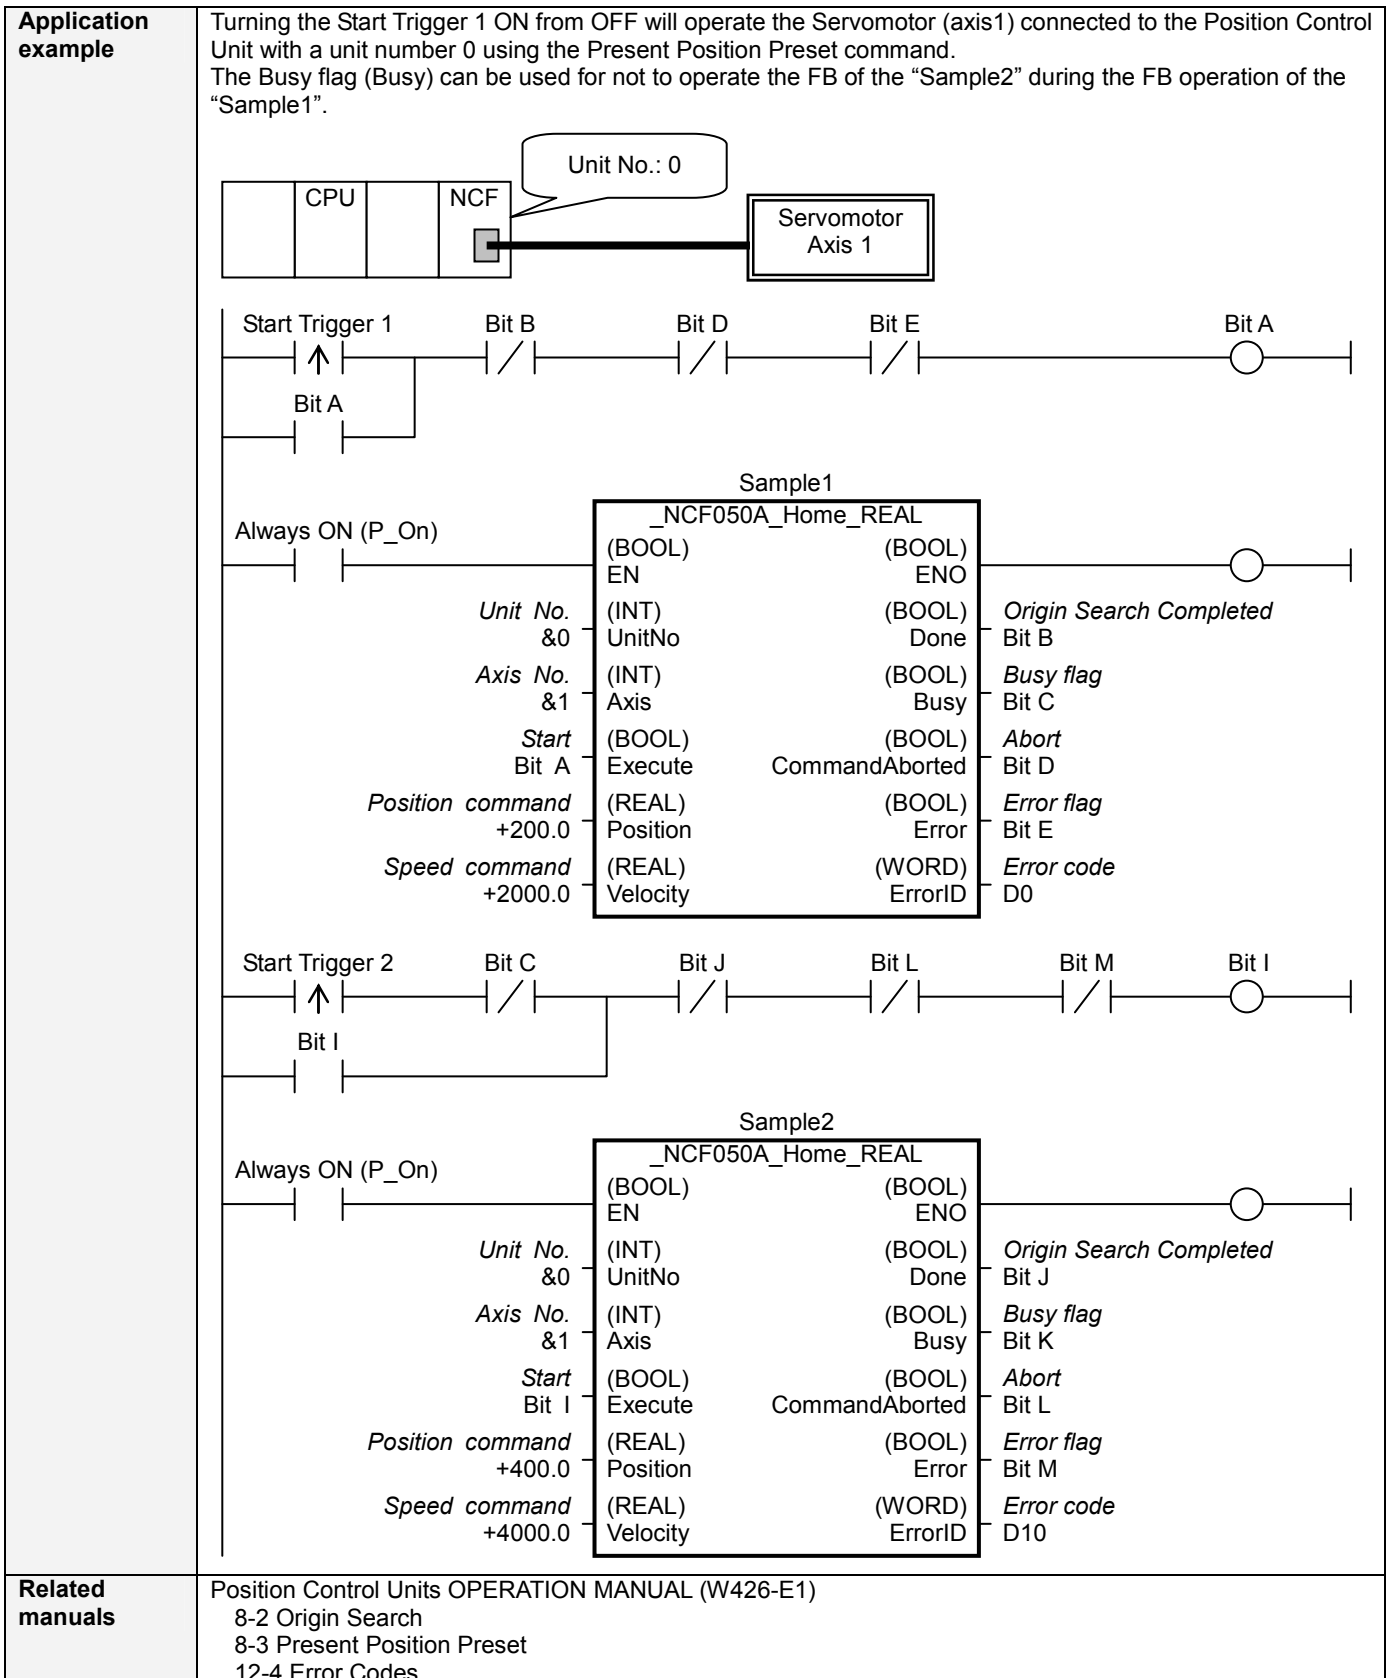 Application example
Turning the Start Trigger 1 ON from OFF will operate the Servomotor (axis1) connected to the Position Control
Unit with a unit number 0 using the Present Position Preset command.
The Busy flag (Busy) can be used for not to operate the FB of the “Sample2” during the FB operation of the
“Sample1”.
Unit No.: 0
CPU NCF
Servomotor
Axis 1
Start Trigger 1 Bit B Bit D Bit E Bit A
Bit A
Sample1
_NCF050A_Home_REAL
Always ON (P_On)
(BOOL) (BOOL)
EN ENO
Unit No. (INT) (BOOL) Origin Search Completed
&0 UnitNo Done Bit B
Axis No. (INT) (BOOL) Busy flag
&1 Axis Busy Bit C
Start (BOOL) (BOOL) Abort
Bit A Execute CommandAborted Bit D
Position command (REAL) (BOOL) Error flag
+200.0 Position Error Bit E
Speed command (REAL) (WORD) Error code
+2000.0 Velocity ErrorID D0
Start Trigger 2 Bit C Bit J Bit L Bit M Bit I
Bit I
Sample2
_NCF050A_Home_REAL
Always ON (P_On)
(BOOL) (BOOL)
EN ENO
Unit No. (INT) (BOOL) Origin Search Completed
&0 UnitNo Done Bit J
Axis No. (INT) (BOOL) Busy flag
&1 Axis Busy Bit K
Start (BOOL) (BOOL) Abort
Bit I Execute CommandAborted Bit L
Position command (REAL) (BOOL) Error flag
+400.0 Position Error Bit M
Speed command (REAL) (WORD) Error code
+4000.0 Velocity ErrorID D10
Related manuals
Position Control Units OPERATION MANUAL (W426-E1)
8-2 Origin Search
8-3 Present Position Preset
12-4 Error Codes